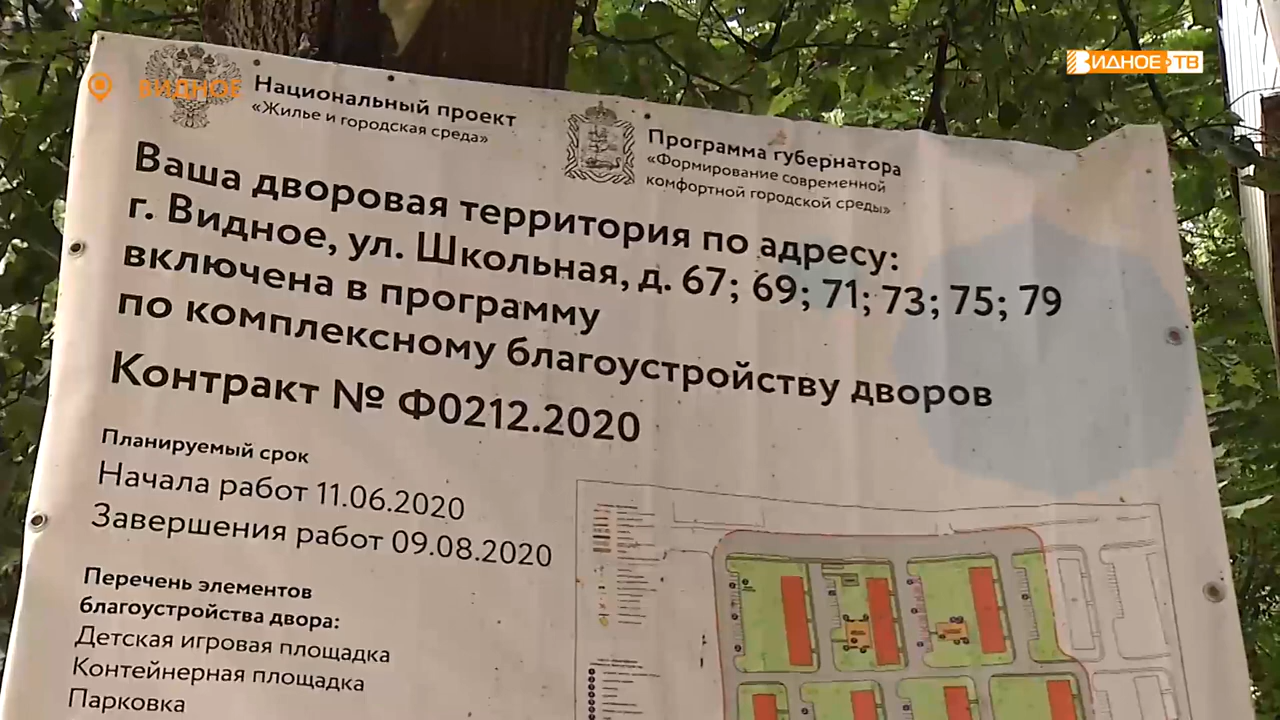 ВИДНОЕ ТВ
ВИДНОЕ
Национальный проект
«Жилье и городская среда»
Программа губернатора
«Формирование современной
комфортной городской среды»
Ваша дворовая территория по адресу:
г. Видное, ул. Школьная, д. 67; 69; 71; 73; 75; 79
включена в программу
по комплексному благоустройству дворов
Контракт № Ф0212.2020
Планируемый срок
Начала работ 11.06.2020
Завершения работ 09.08.2020
Перечень элементов
благоустройства двора:
Детская игровая площадка
Контейнерная площадка
Парковка